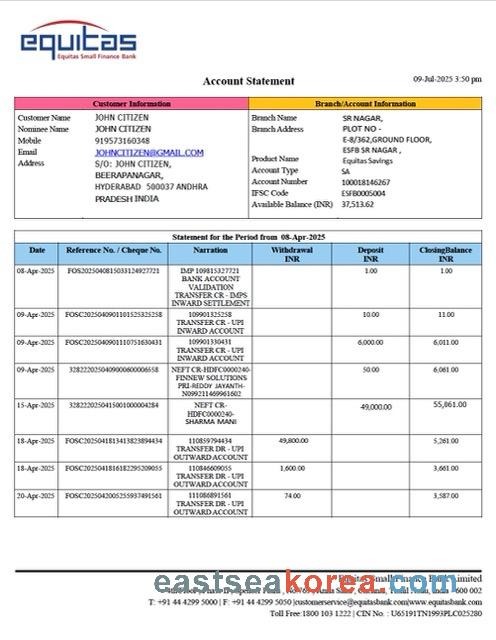 equitas
Equitas Small Finance Bank
Account Statement
09-Jul-2025 3:50 pm
Customer Information
Customer Name JOHN CITIZEN
Nominee Name JOHN CITIZEN
Mobile 919573160348
Email JOHNCITIZEN@GMAIL.COM
Address S/O: JOHN CITIZEN,
BEERAPANAGAR,
HYDERABAD 500037 ANDHRA
PRADESH INDIA
Branch/Account Information
Branch Name SR NAGAR,
Branch Address PLOT NO -
E-8/362,GROUND FLOOR,
ESFB SR NAGAR ,
Product Name Equitas Savings
Account Type SA
Account Number 100018146267
IFSC Code ESFB0005004
Available Balance (INR) 37,513.62
Statement for the Period from 08-Apr-2025
Date Reference No. / Cheque No. Narration Withdrawal INR Deposit INR ClosingBalance INR
08-Apr-2025 FOS2025040815033124927721 IMP 109815327721 1.00 1.00
BANK ACCOUNT
VALIDATION
TRANSFER CR - IMPS
INWARD SETTLEMENT
09-Apr-2025 FOSC2025040901101525325258 109901325258 10.00 11.00
TRANSFER CR - UPI
INWARD ACCOUNT
09-Apr-2025 FOSC2025040901110751630431 109901330431 6,000.00 6,011.00
TRANSFER CR - UPI
INWARD ACCOUNT
09-Apr-2025 3282220250409000600006558 NEFT CR-HDFC0000240- 50.00 6,061.00
FINNEW SOLUTIONS
PRI-REDDY JAYANTH-
N099211469961602
15-Apr-2025 3282220250415001000004284 NEFT CR- 49,000.00 55,061.00
HDFC0000240-
SHARMA MANI
18-Apr-2025 FOSC2025041813413823894434 110859794434 49,800.00 5,261.00
TRANSFER DR - UPI
OUTWARD ACCOUNT
18-Apr-2025 FOSC2025041816182295209055 110846609055 1,600.00 3,661.00
TRANSFER DR - UPI
OUTWARD ACCOUNT
20-Apr-2025 FOSC2025042005255937491561 111086891561 74.00 3,587.00
TRANSFER DR - UPI
OUTWARD ACCOUNT
Equitas Small Finance Bank Limited
eastseakorea.com
600 002
T: +91 44 4299 5000 | F: +91 44 4299 5050 |customerservice@equitasbank.com|www.equitasbank.com
Toll Free:1800 103 1222 | CIN No. : U65191TN1993PLC025280